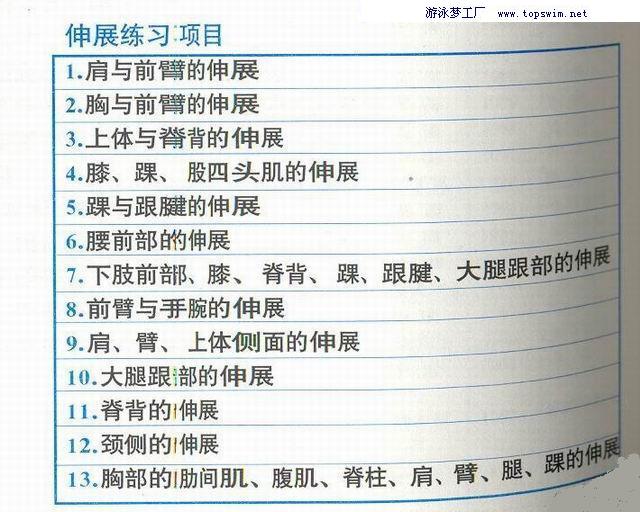 游泳梦工厂 www.topswim.net
伸展练习项目
1.肩与前臂的伸展
2.胸与前臂的伸展
3.上体与脊背的伸展
4.膝、踝、股四头肌的伸展
5.踝与跟腱的伸展
6.腰前部的伸展
7.下肢前部、膝、脊背、踝、跟腱、大腿跟部的伸展
8.前臂与手腕的伸展
9.肩、臂、上体侧面的伸展
10.大腿跟部的伸展
11.脊背的伸展
12.颈侧的伸展
13.胸部的肋间肌、腹肌、脊柱、肩、臂、腿、踝的伸展